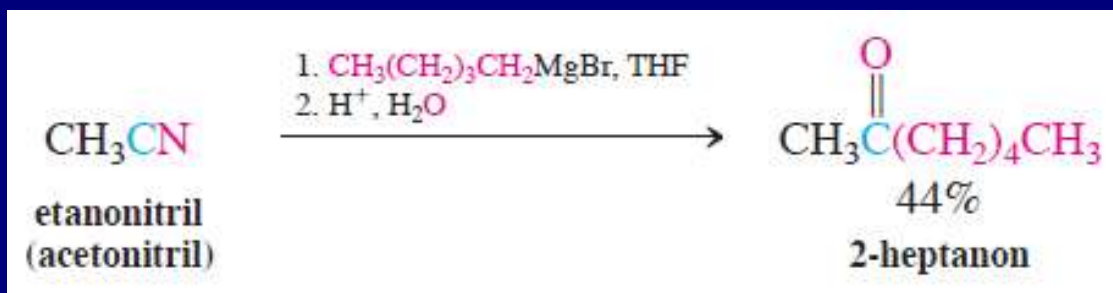 1. CH₃(CH₂)₃CH₂MgBr, THF
2. H⁺, H₂O
CH₃CN
etanonitril
(acetonitril)
O
CH₃C(CH₂)₄CH₃
44%
2-heptanon